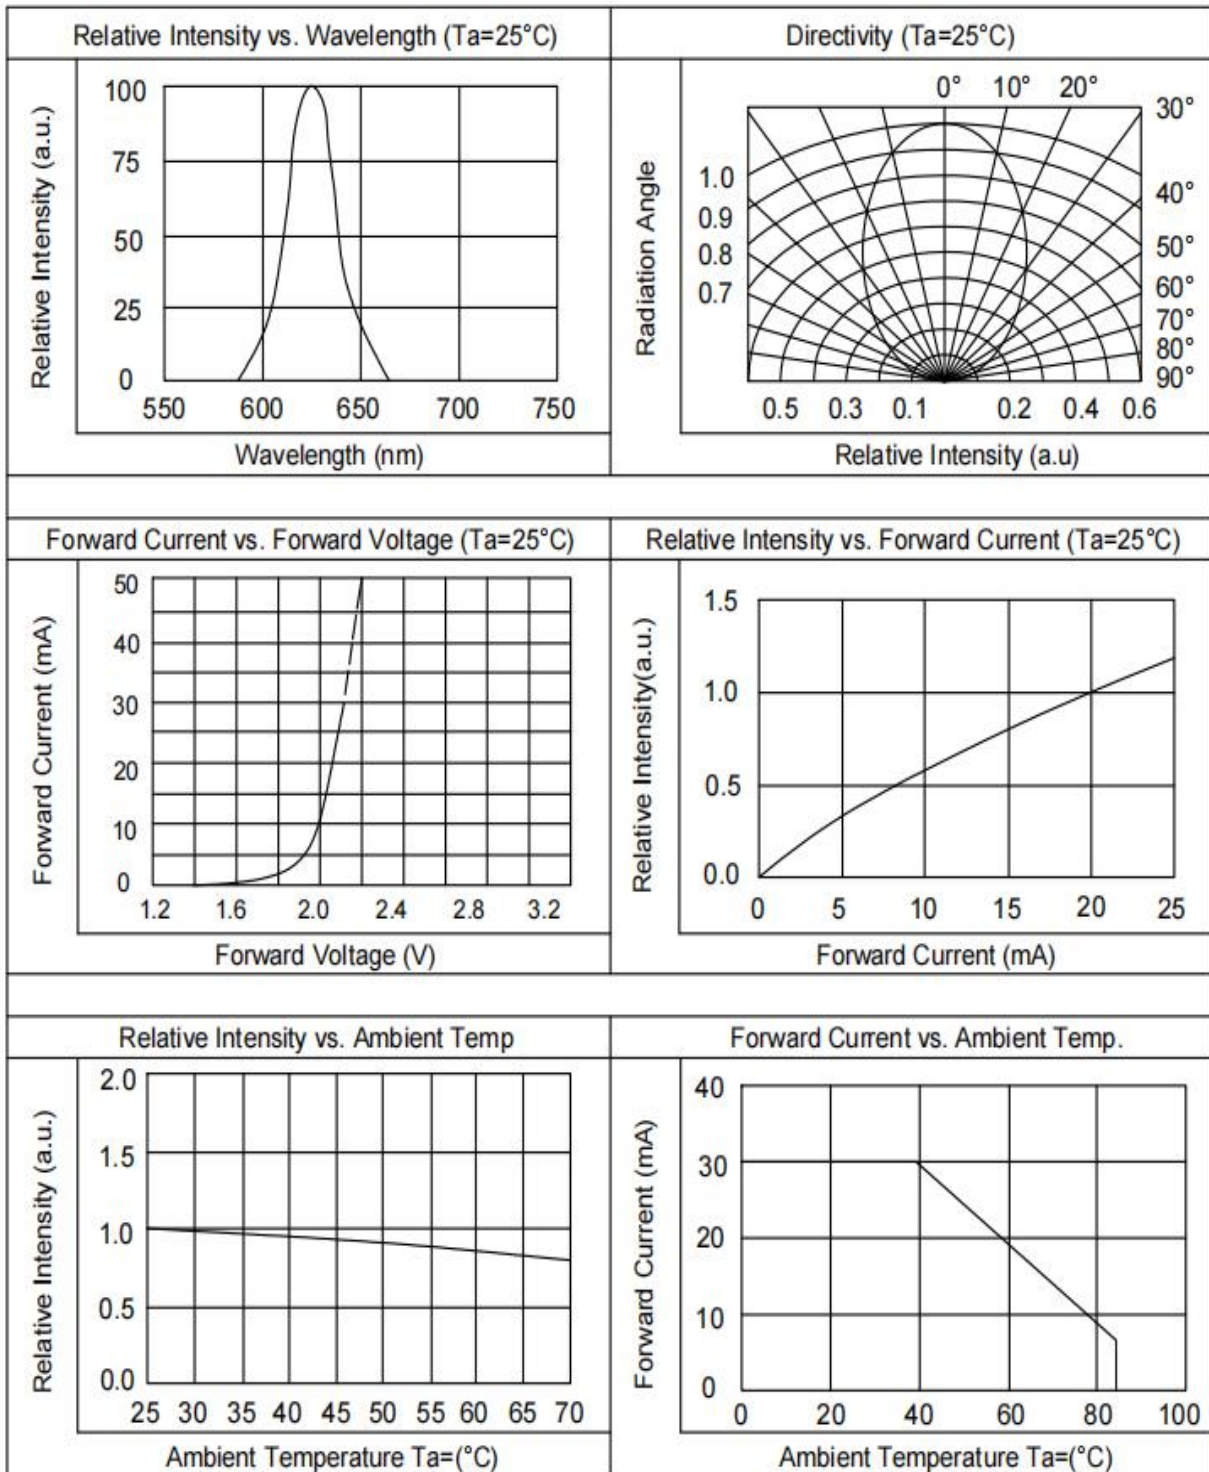 Relative Intensity vs. Wavelength (Ta=25°C)
Relative Intensity (a.u.)
100
75
50
25
0
550 600 650 700 750
Wavelength (nm)
Directivity (Ta=25°C)
Radiation Angle
0° 10° 20°
30°
40°
50°
60°
70°
80°
90°
1.0
0.9
0.8
0.7
0.5 0.3 0.1 0.2 0.4 0.6
Relative Intensity (a.u)
Forward Current vs. Forward Voltage (Ta=25°C)
Forward Current (mA)
50
40
30
20
10
0
1.2 1.6 2.0 2.4 2.8 3.2
Forward Voltage (V)
Relative Intensity vs. Forward Current (Ta=25°C)
Relative Intensity(a.u.)
1.5
1.0
0.5
0.0
0 5 10 15 20 25
Forward Current (mA)
Relative Intensity vs. Ambient Temp
Relative Intensity (a.u.)
2.0
1.5
1.0
0.5
0.0
25 30 35 40 45 50 55 60 65 70
Ambient Temperature Ta=(°C)
Forward Current vs. Ambient Temp.
Forward Current (mA)
40
30
20
10
0
0 20 40 60 80 100
Ambient Temperature Ta=(°C)